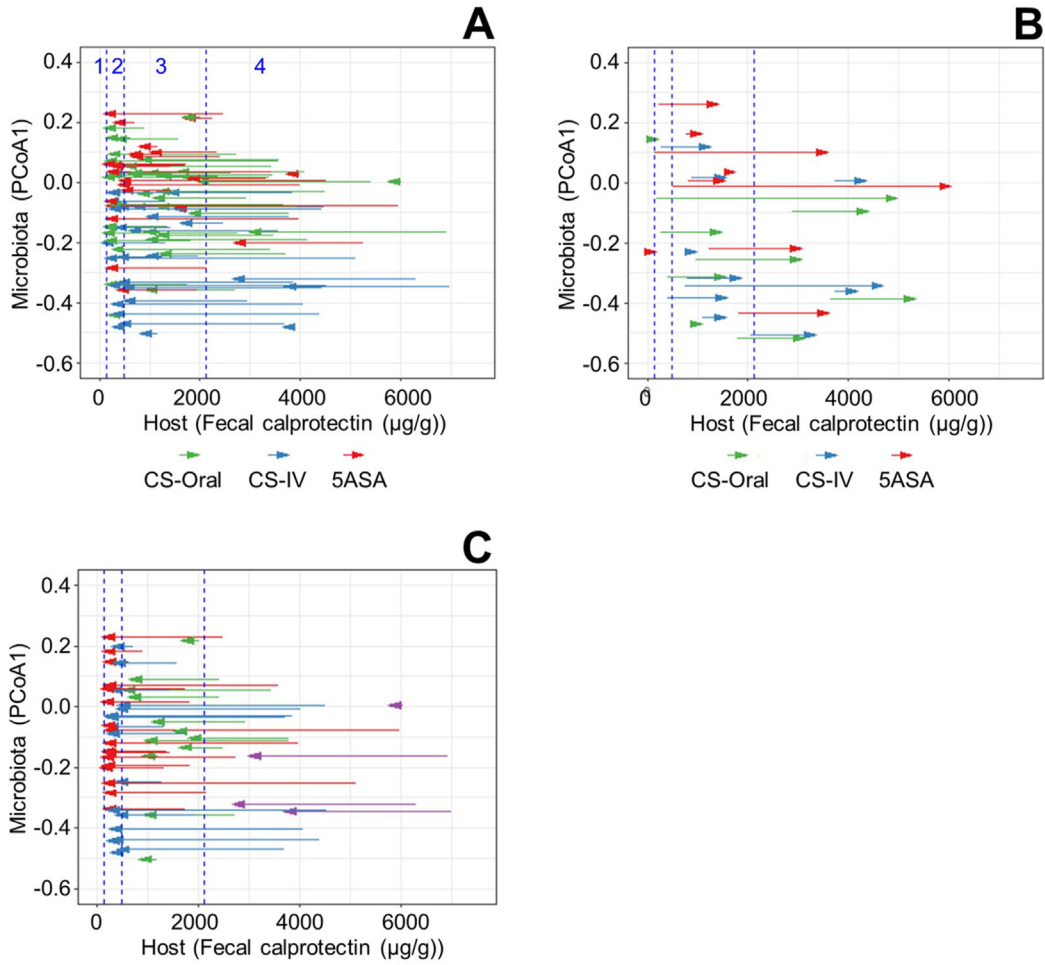 A
B
1 2 3 4
0.4
0.2
0.0
-0.2
-0.4
-0.6
Microbiota (PCoA1)
0 2000 4000 6000
Host (Fecal calprotectin (µg/g))
CS-Oral CS-IV 5ASA
0.4
0.2
0.0
-0.2
-0.4
-0.6
Microbiota (PCoA1)
0 2000 4000 6000
Host (Fecal calprotectin (µg/g))
CS-Oral CS-IV 5ASA
C
0.4
0.2
0.0
-0.2
-0.4
-0.6
Microbiota (PCoA1)
0 2000 4000 6000
Host (Fecal calprotectin (µg/g))